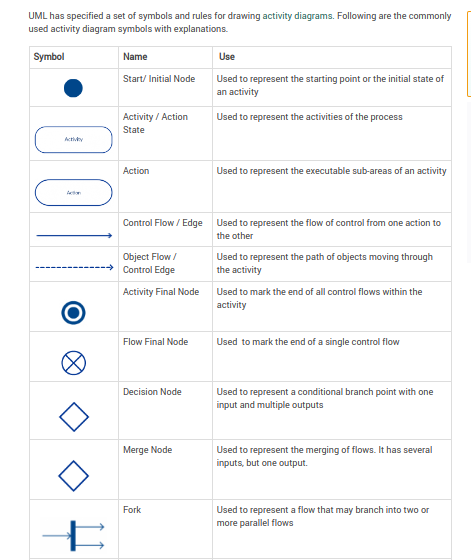 UML has specified a set of symbols and rules for drawing activity diagrams. Following are the commonly
used activity diagram symbols with explanations.
Symbol Name Use
Start/ Initial Node Used to represent the starting point or the initial state of
an activity
Activity / Action Used to represent the activities of the process
State
Activity
Action Used to represent the executable sub-areas of an activity
Action
Control Flow / Edge Used to represent the flow of control from one action to
the other
Object Flow / Used to represent the path of objects moving through
Control Edge the activity
Activity Final Node Used to mark the end of all control flows within the
activity
Flow Final Node Used to mark the end of a single control flow
Decision Node Used to represent a conditional branch point with one
input and multiple outputs
Merge Node Used to represent the merging of flows. It has several
inputs, but one output.
Fork Used to represent a flow that may branch into two or
more parallel flows